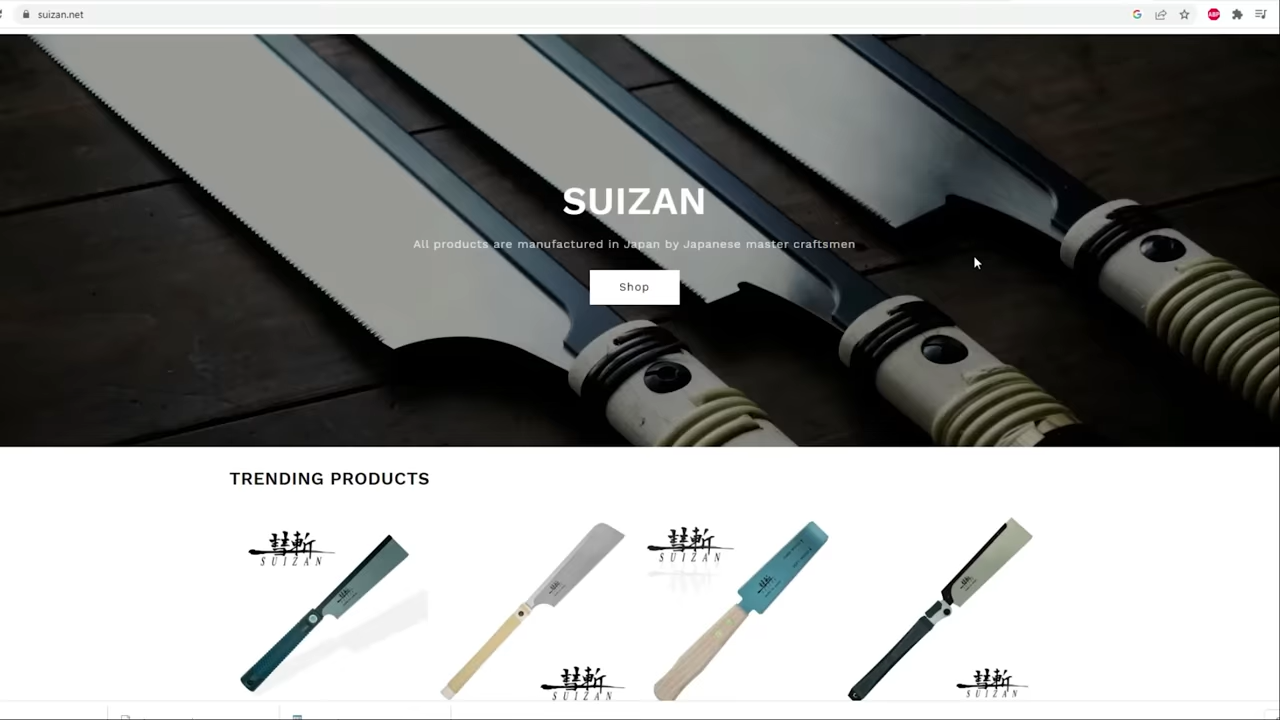 suizan.net
SUIZAN
All products are manufactured in Japan by Japanese master craftsmen
Shop
TRENDING PRODUCTS
彗斬
SUIZAN
彗斬
SUIZAN
彗斬
SUIZAN
彗斬
SUIZAN
ABP